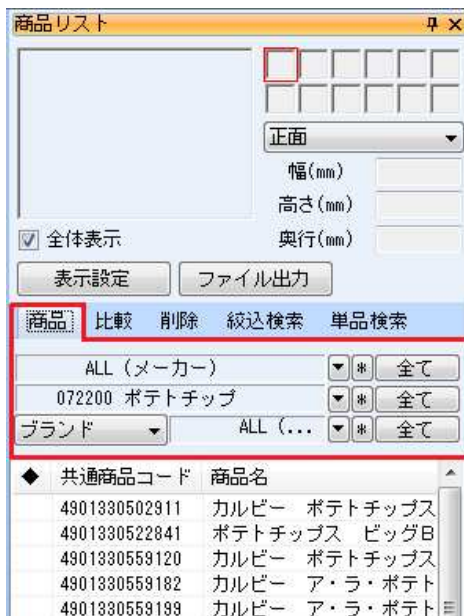 商品リスト
正面
幅(mm)
高さ(mm)
全体表示
奥行(mm)
表示設定 ファイル出力
商品 比較 削除 絞込検索 単品検索
ALL (メーカー) ▼ * 全て
072200 ポテトチップ ▼ * 全て
ブランド ▼ ALL (... ▼ * 全て
◆ 共通商品コード 商品名
4901330502911 カルビー ポテトチップス
4901330522841 ポテトチップス ビッグB
4901330559120 カルビー ポテトチップス
4901330559182 カルビー ア・ラ・ポテト
4901330559199 カルビー ア・ラ・ポテト